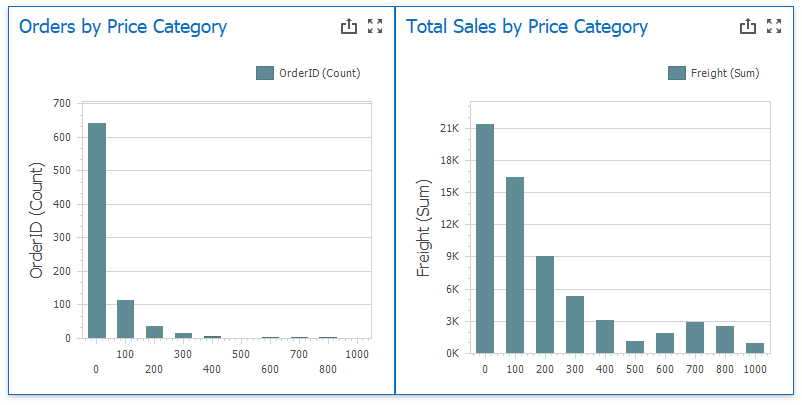 Orders by Price Category
OrderID (Count)
OrderID (Count)
700
600
500
400
300
200
100
0
100 300 500 700 1000
0 200 400 600 800
Total Sales by Price Category
Freight (Sum)
Freight (Sum)
21K
18K
15K
12K
9K
6K
3K
0K
0 100 200 300 400 500 600 700 800 1000